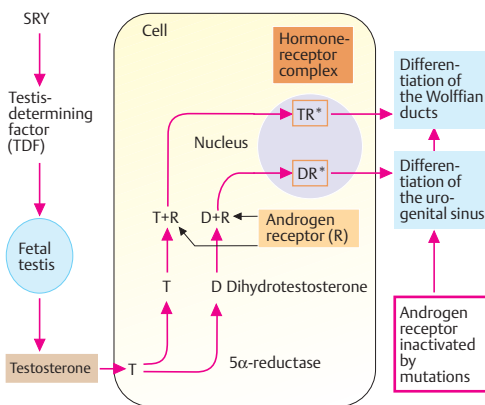 SRY
Testis-
determining
factor
(TDF)
Fetal
testis
Testosterone
Cell
Hormone-
receptor
complex
Nucleus
TR*
DR*
T+R
D+R
Androgen
receptor (R)
T
D Dihydrotestosterone
T
5α-reductase
Differen-
tiation of
the Wolffian
ducts
Differen-
tiation of
the uro-
genital sinus
Androgen
receptor
inactivated
by
mutations